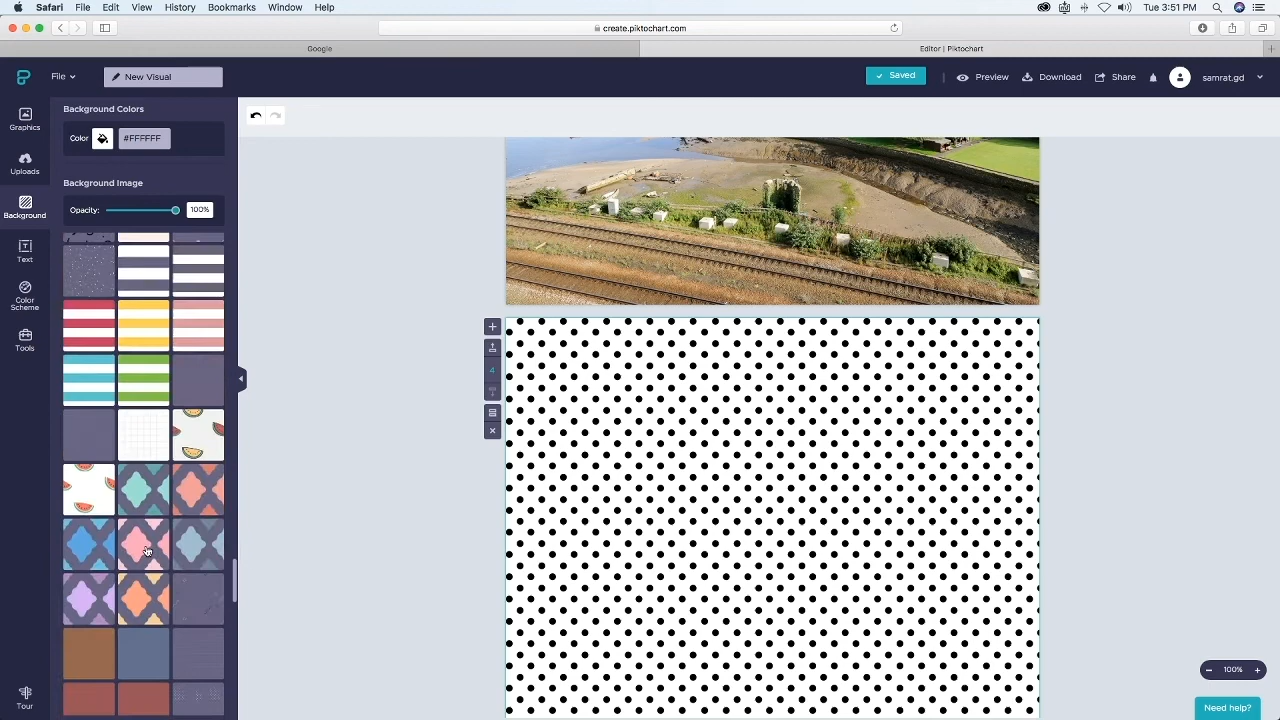 Safari File Edit View History Bookmarks Window Help Tue 3:51 PM
create.piktochart.com
Google Editor | Piktochart
File New Visual Saved Preview Download Share samrat.gd
Graphics
Uploads
Background
Text
Color Scheme
Tools
Tour
Background Colors
Color #FFFFFF
Background Image
Opacity: 100%
4
100%
Need help?